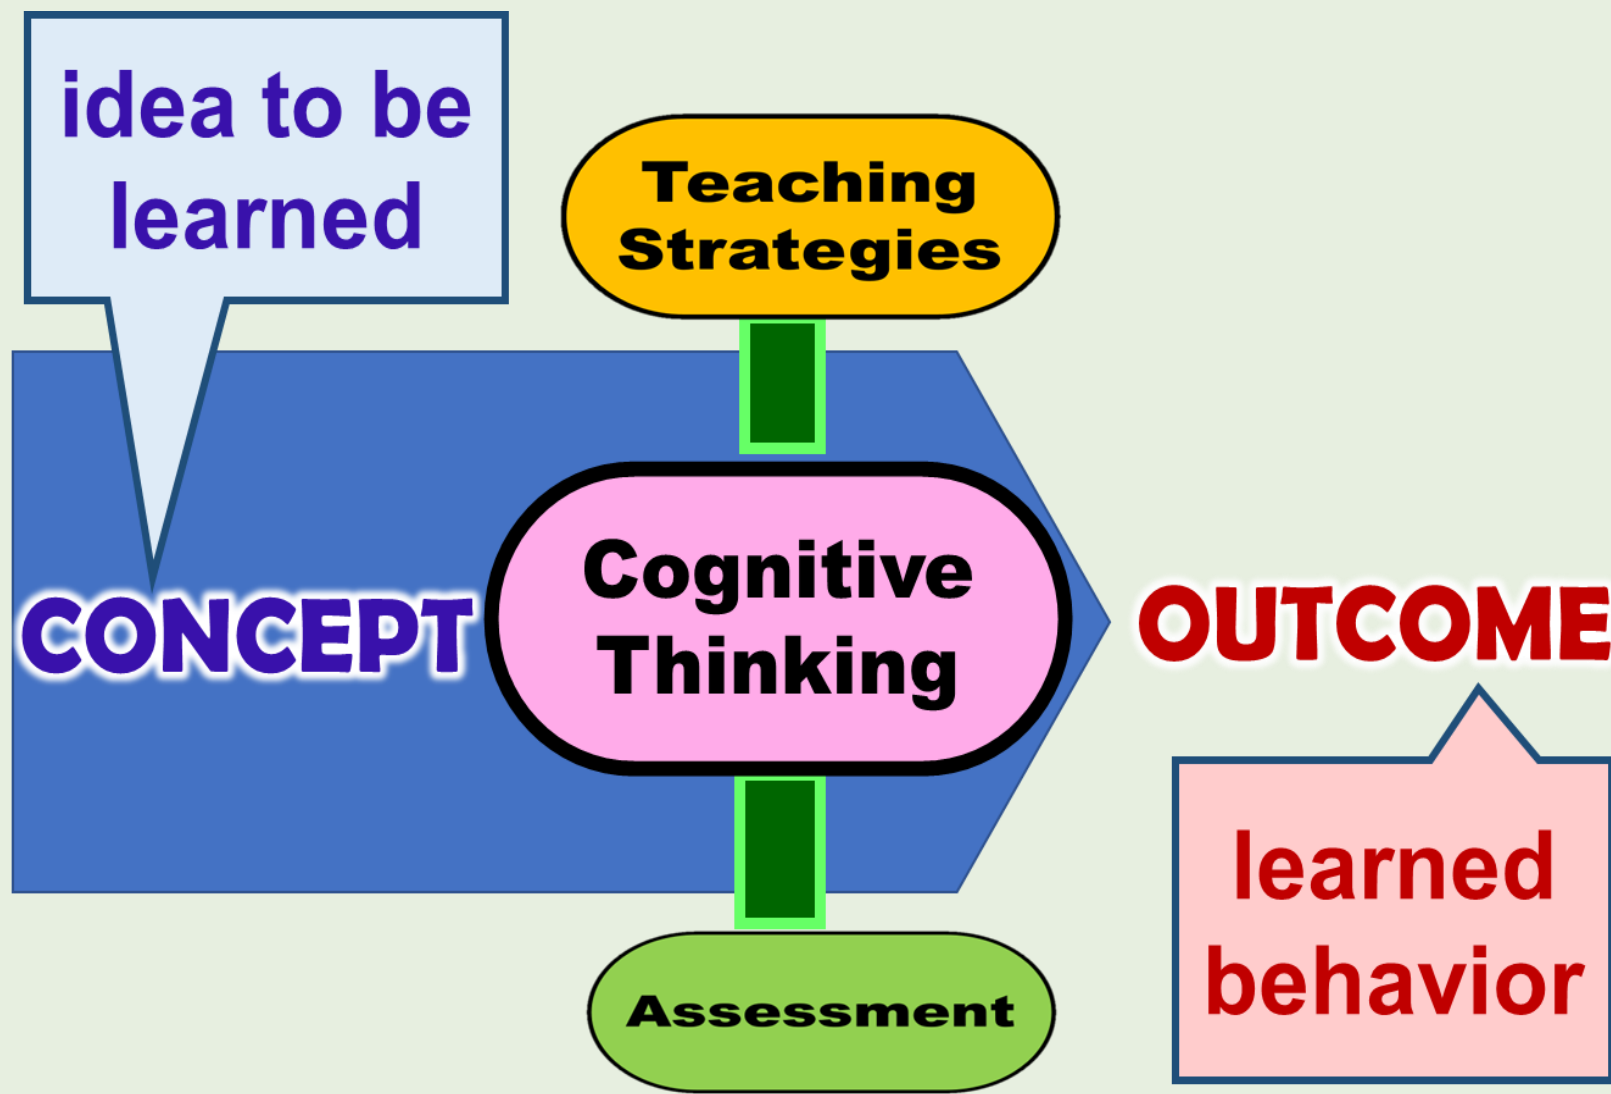 idea to be
learned
Teaching
Strategies
CONCEPT
Cognitive
Thinking
OUTCOME
learned
behavior
Assessment